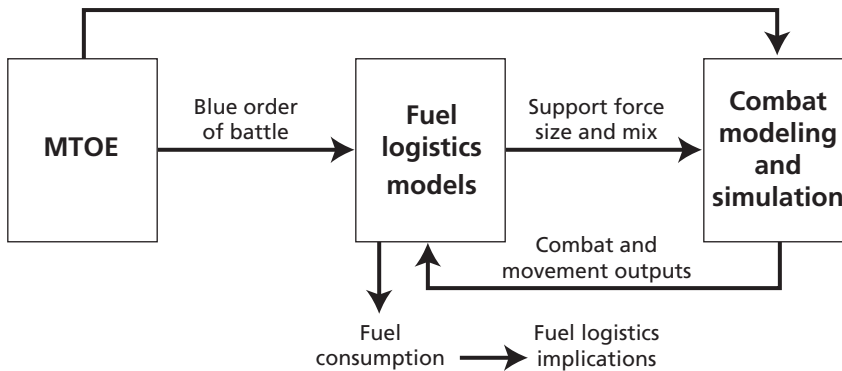 MTOE
Blue order
of battle
Fuel
logistics
models
Support force
size and mix
Combat
modeling
and
simulation
Combat and
movement outputs
Fuel
consumption
Fuel logistics
implications